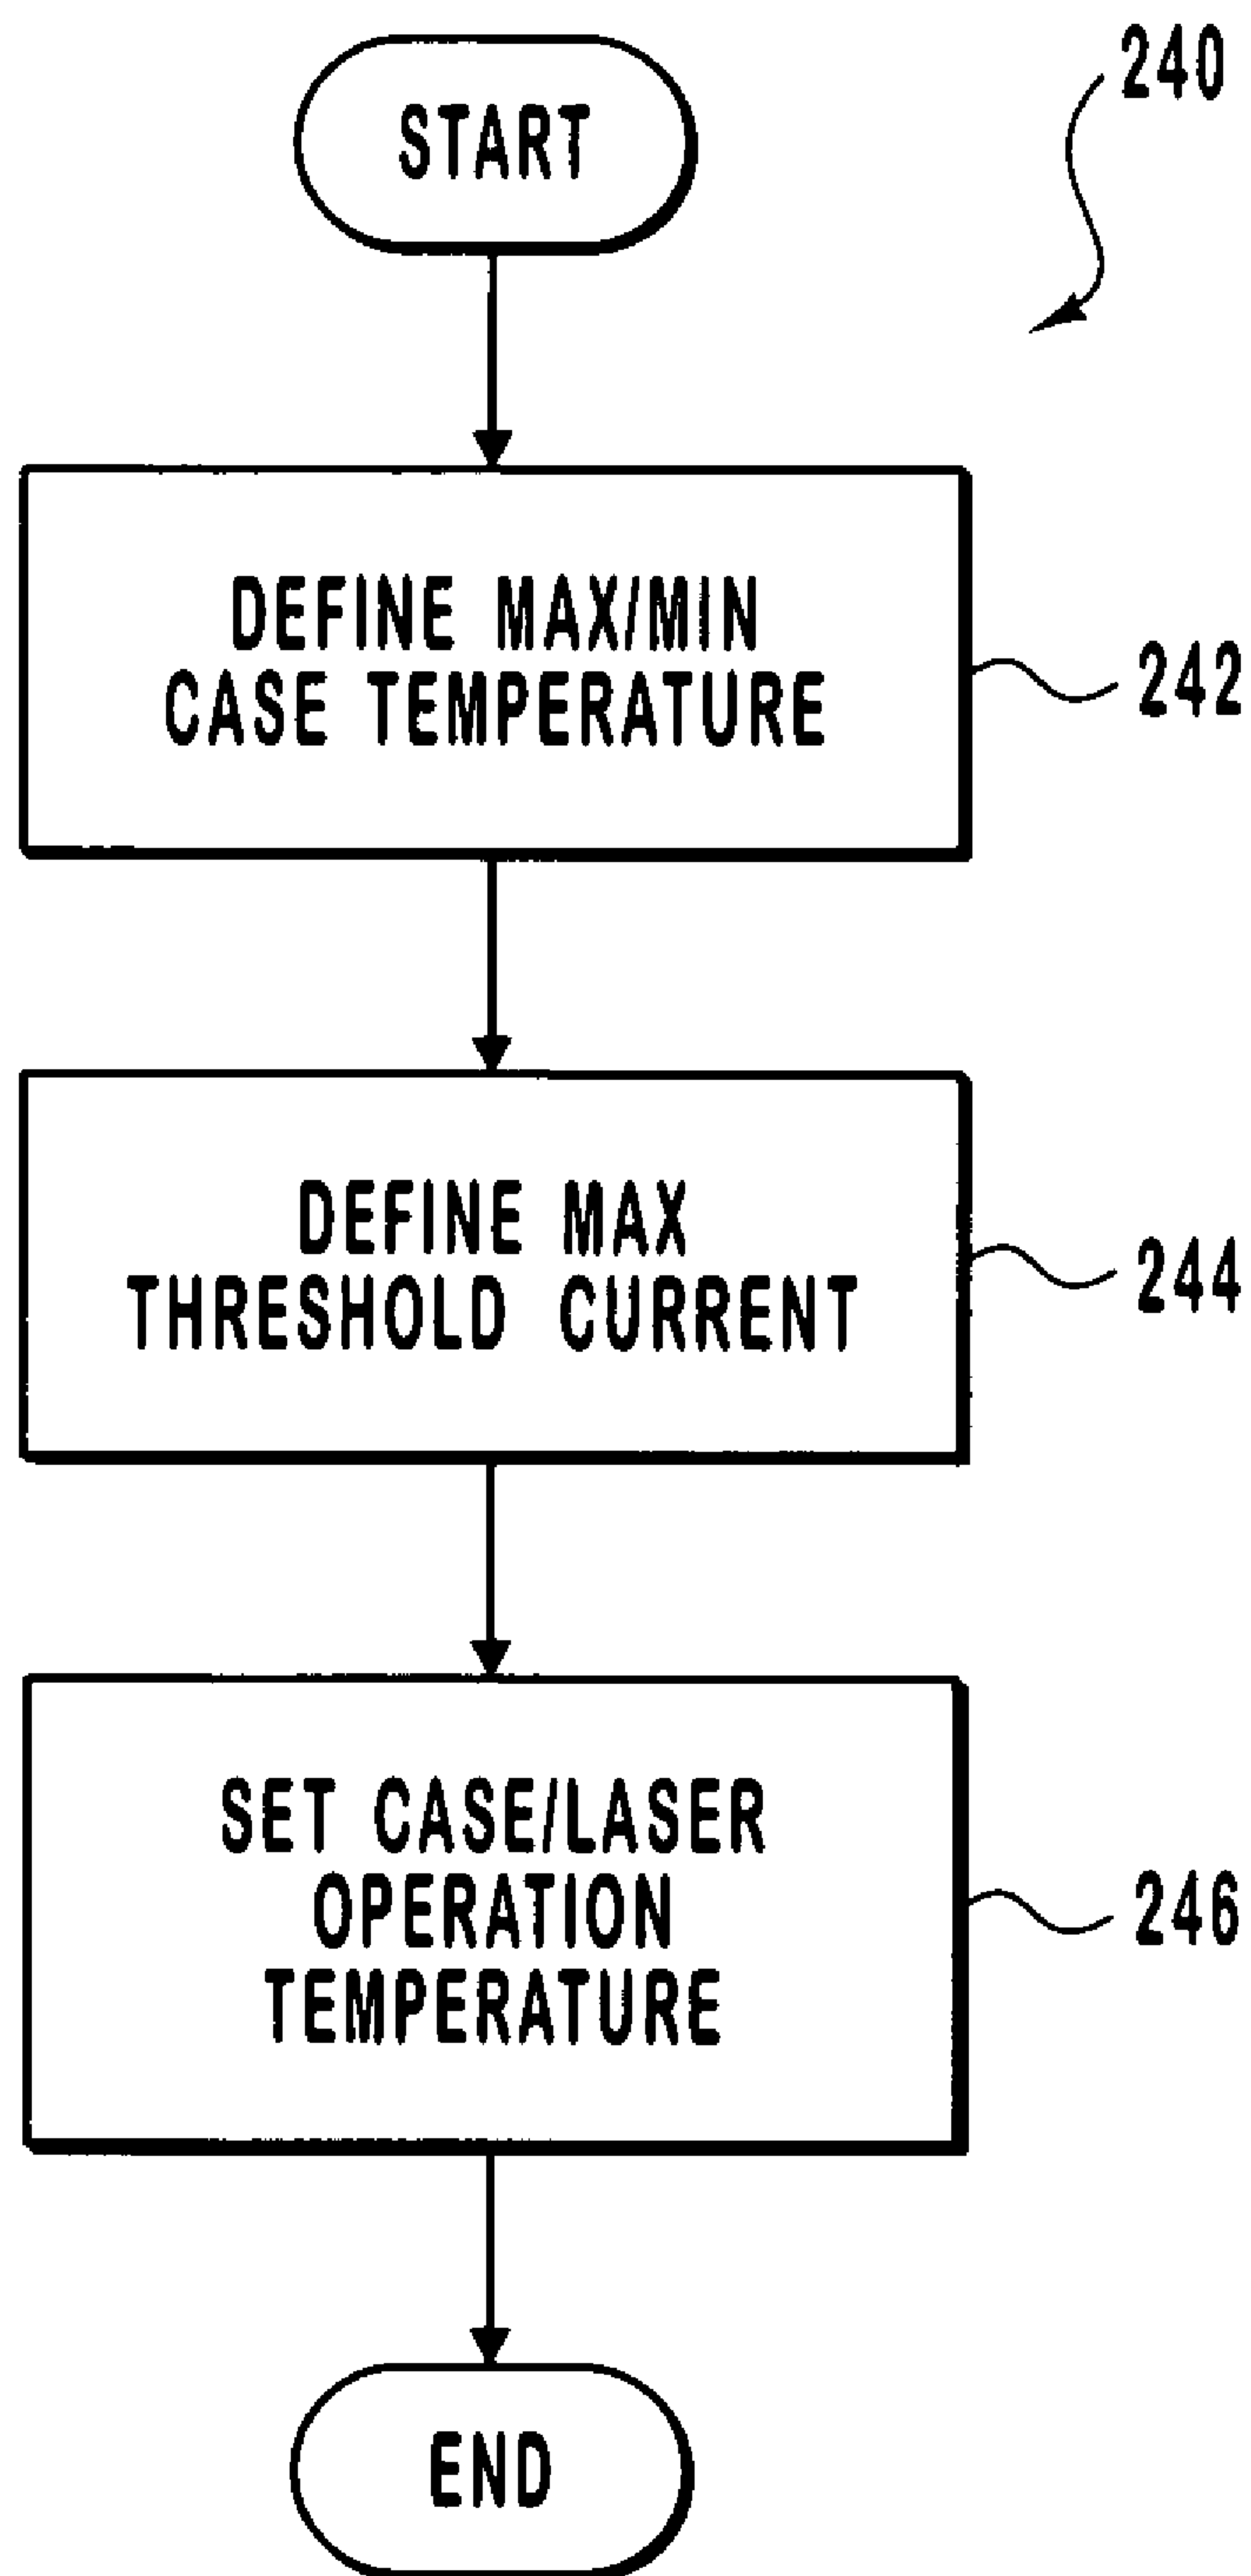 START
240
DEFINE MAX/MIN
CASE TEMPERATURE
242
DEFINE MAX
THRESHOLD CURRENT
244
SET CASE/LASER
OPERATION
TEMPERATURE
246
END